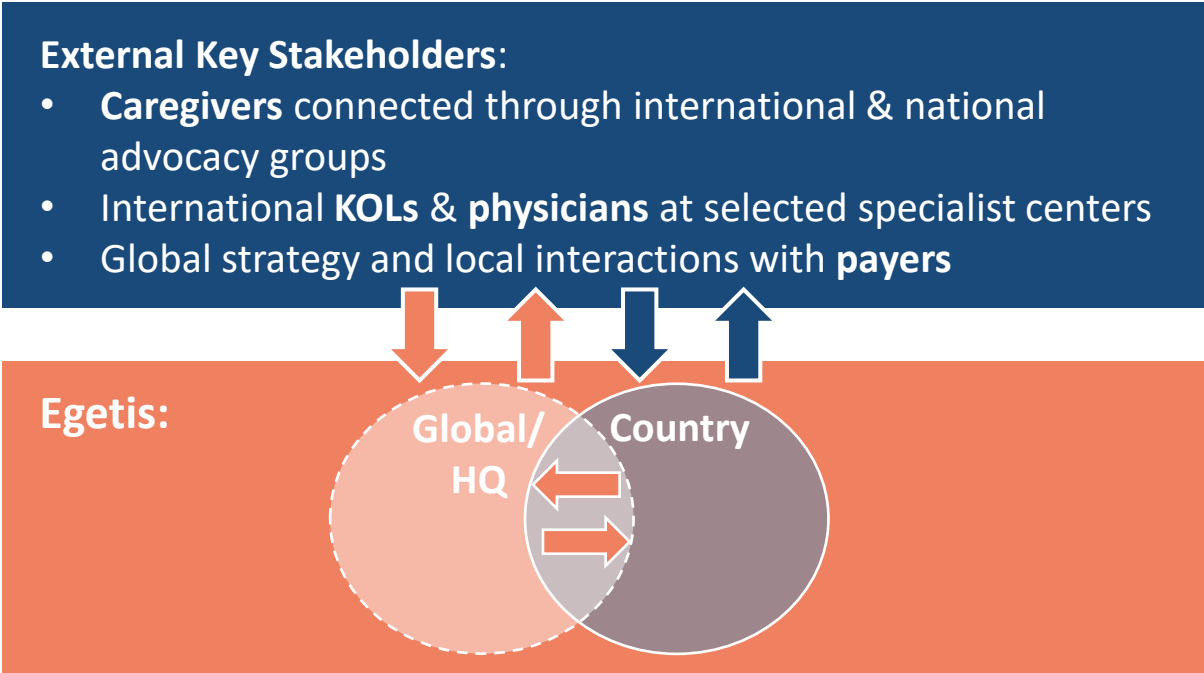 External Key Stakeholders:
• Caregivers connected through international & national
advocacy groups
• International KOLs & physicians at selected specialist centers
• Global strategy and local interactions with payers
Egetis:
Global/
HQ
Country